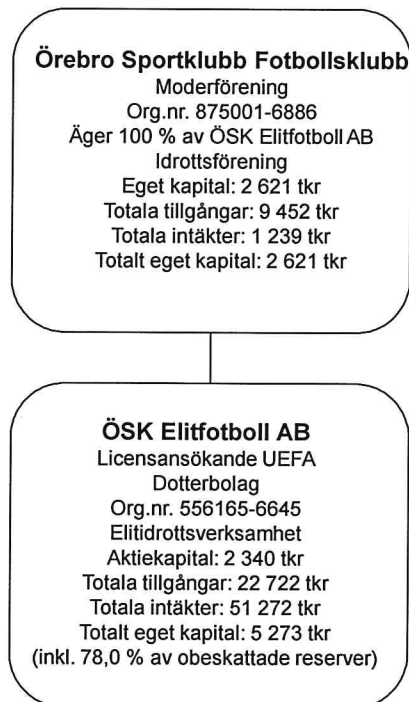 Örebro Sportklubb Fotbollsklubb
Moderförening
Org.nr. 875001-6886
Äger 100 % av ÖSK Elitfotboll AB
Idrottsförening
Eget kapital: 2 621 tkr
Totala tillgångar: 9 452 tkr
Totala intäkter: 1 239 tkr
Totalt eget kapital: 2 621 tkr
ÖSK Elitfotboll AB
Licensansökande UEFA
Dotterbolag
Org.nr. 556165-6645
Elitidrottsverksamhet
Aktiekapital: 2 340 tkr
Totala tillgångar: 22 722 tkr
Totala intäkter: 51 272 tkr
Totalt eget kapital: 5 273 tkr
(inkl. 78,0 % av obeskattade reserver)